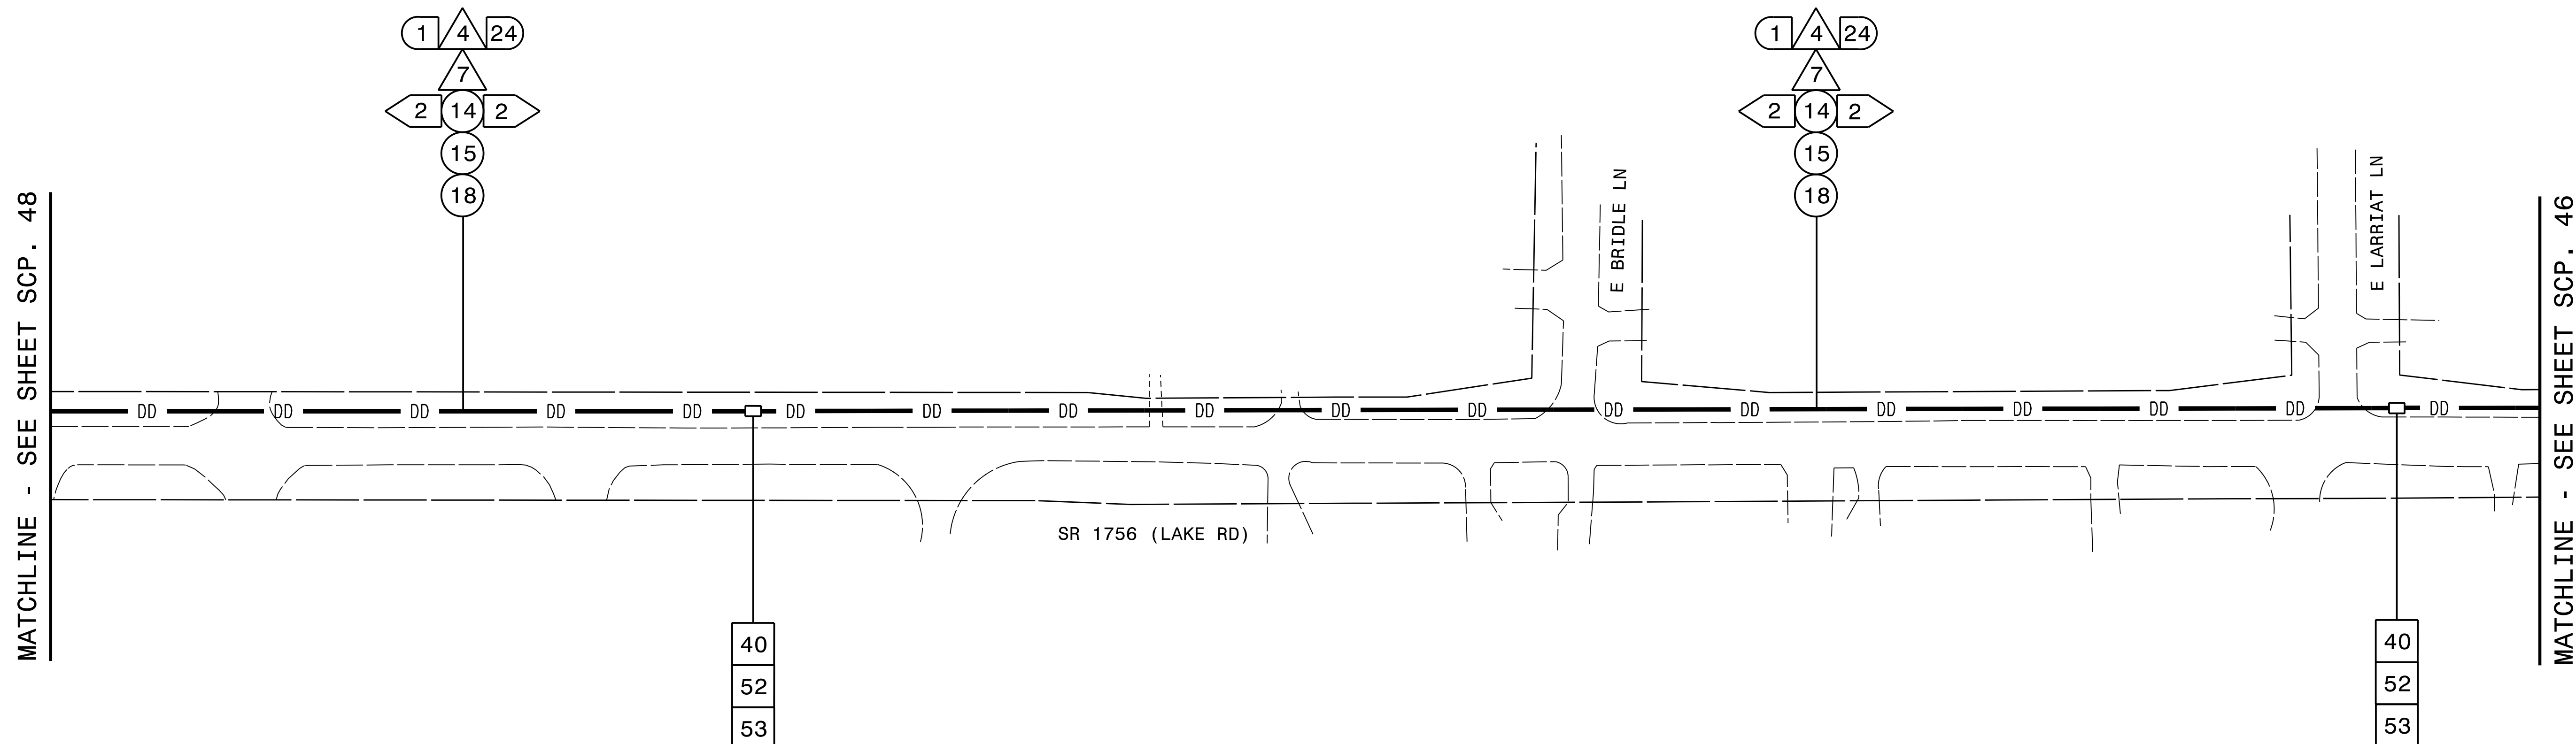 1 4 24
7
2 14 2
15
18
1 4 24
7
2 14 2
15
18
MATCHLINE - SEE SHEET SCP. 48
E BRIDLE LN
E LARRIAT LN
MATCHLINE - SEE SHEET SCP. 46
DD DD DD DD DD DD DD DD DD DD DD DD DD DD DD DD DD DD
SR 1756 (LAKE RD)
40
52
53
40
52
53